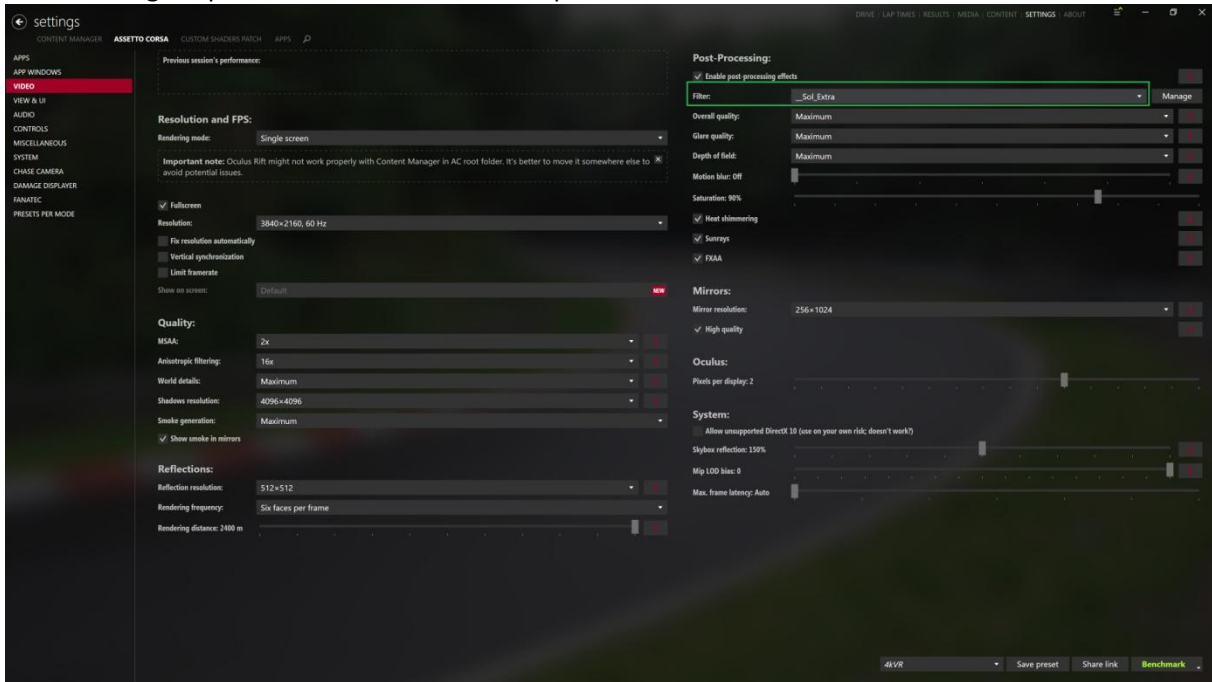 settings
DRIVE | LAP TIMES | RESULTS | MEDIA | CONTENT | SETTINGS | ABOUT
CONTENT MANAGER ASSETTO CORSA CUSTOM SHADERS PATCH APPS
APPS
APP WINDOWS
VIDEO
VIEW & UI
AUDIO
CONTROLS
MISCELLANEOUS
SYSTEM
CHASE CAMERA
DAMAGE DISPLAYER
FANATEC
PRESETS PER MODE
Previous session's performance:
Resolution and FPS:
Rendering mode: Single screen
Important note: Oculus Rift might not work properly with Content Manager in AC root folder. It's better to move it somewhere else to
avoid potential issues.
Fullscreen
Resolution: 3840×2160, 60 Hz
Fix resolution automatically
Vertical synchronization
Limit framerate
Show on screen: Default NEW
Quality:
MSAA: 2x
Anisotropic filtering: 16x
World details: Maximum
Shadows resolution: 4096×4096
Smoke generation: Maximum
Show smoke in mirrors
Reflections:
Reflection resolution: 512×512
Rendering frequency: Six faces per frame
Rendering distance: 2400 m
Post-Processing:
Enable post-processing effects
Filter: __Sol_Extra Manage
Overall quality: Maximum
Glare quality: Maximum
Depth of field: Maximum
Motion blur: Off
Saturation: 90%
Heat shimmering
Sunrays
FXAA
Mirrors:
Mirror resolution: 256×1024
High quality
Oculus:
Pixels per display: 2
System:
Allow unsupported DirectX 10 (use on your own risk; doesn't work?)
Skybox reflection: 150%
Mip LOD bias: 0
Max. frame latency: Auto
4kVR Save preset Share link Benchmark